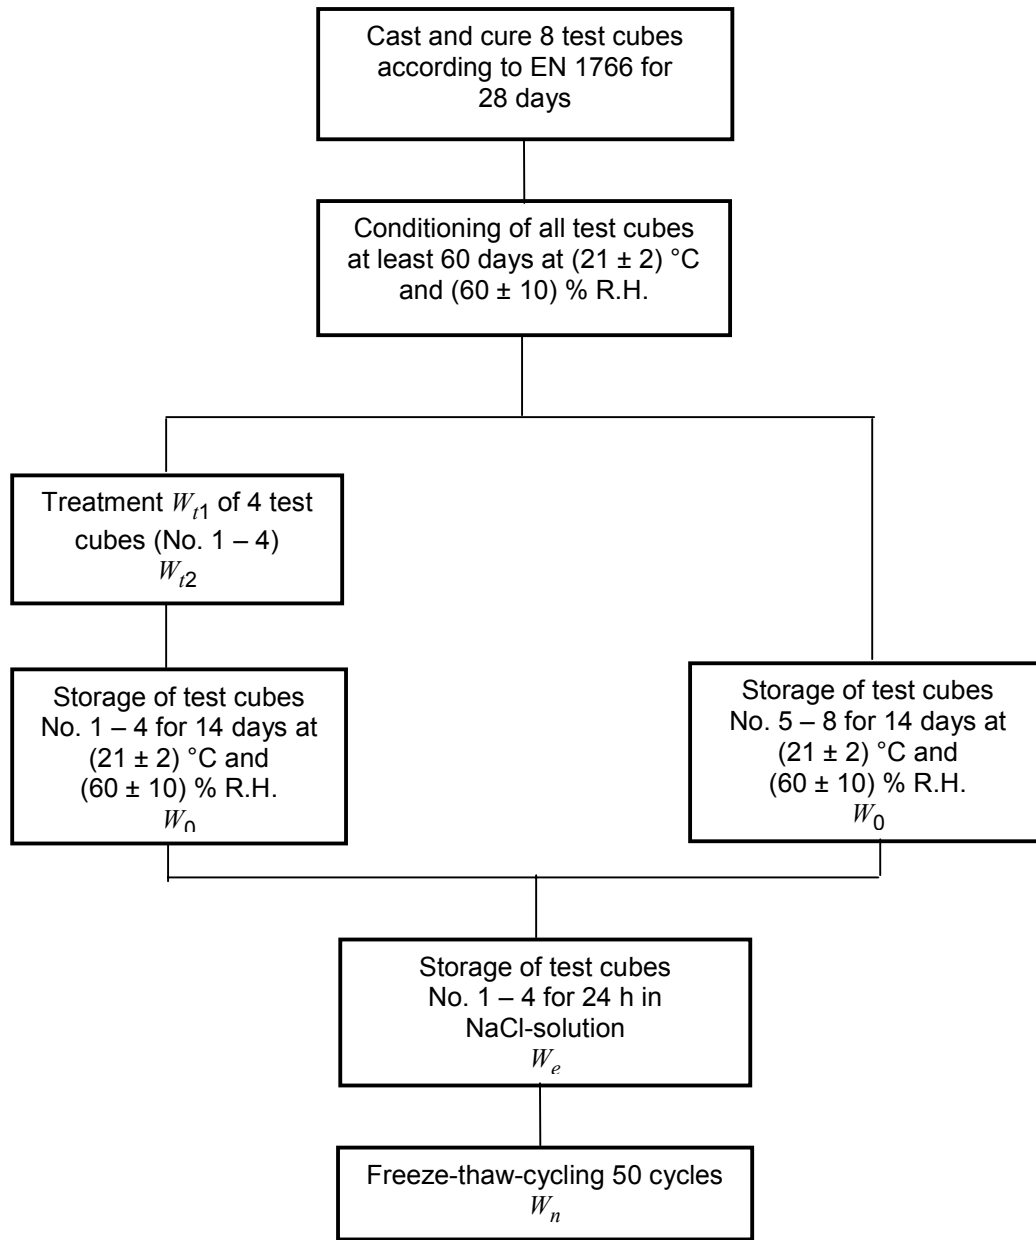 Cast and cure 8 test cubes
according to EN 1766 for
28 days
Conditioning of all test cubes
at least 60 days at (21 ± 2) °C
and (60 ± 10) % R.H.
Treatment Wt1 of 4 test
cubes (No. 1 – 4)
Wt2
Storage of test cubes
No. 1 – 4 for 14 days at
(21 ± 2) °C and
(60 ± 10) % R.H.
W0
Storage of test cubes
No. 5 – 8 for 14 days at
(21 ± 2) °C and
(60 ± 10) % R.H.
W0
Storage of test cubes
No. 1 – 4 for 24 h in
NaCl-solution
We
Freeze-thaw-cycling 50 cycles
Wn